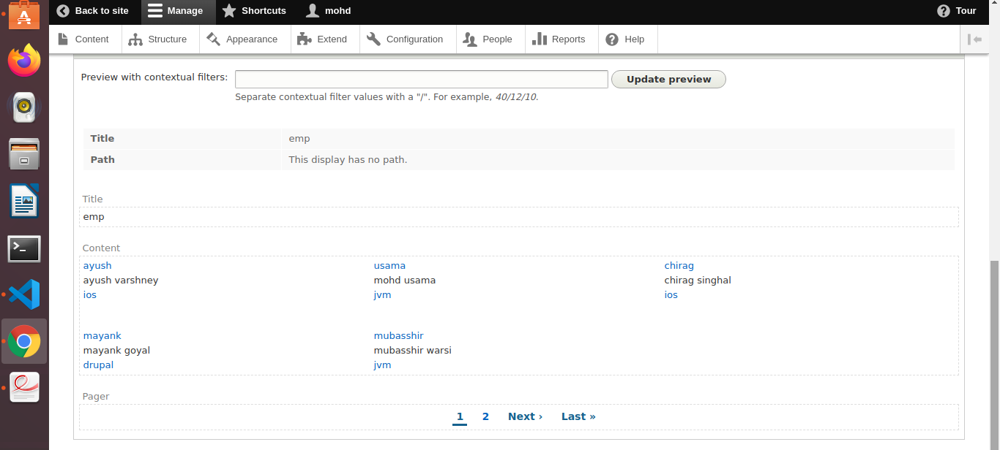 Back to site Manage Shortcuts mohd Tour
Content Structure Appearance Extend Configuration People Reports Help
Preview with contextual filters: Update preview
Separate contextual filter values with a "/". For example, 40/12/10.
Title emp
Path This display has no path.
Title
emp
Content
ayush usama chirag
ayush varshney mohd usama chirag singhal
ios jvm ios
mayank mubasshir
mayank goyal mubasshir warsi
drupal jvm
Pager
1 2 Next › Last »